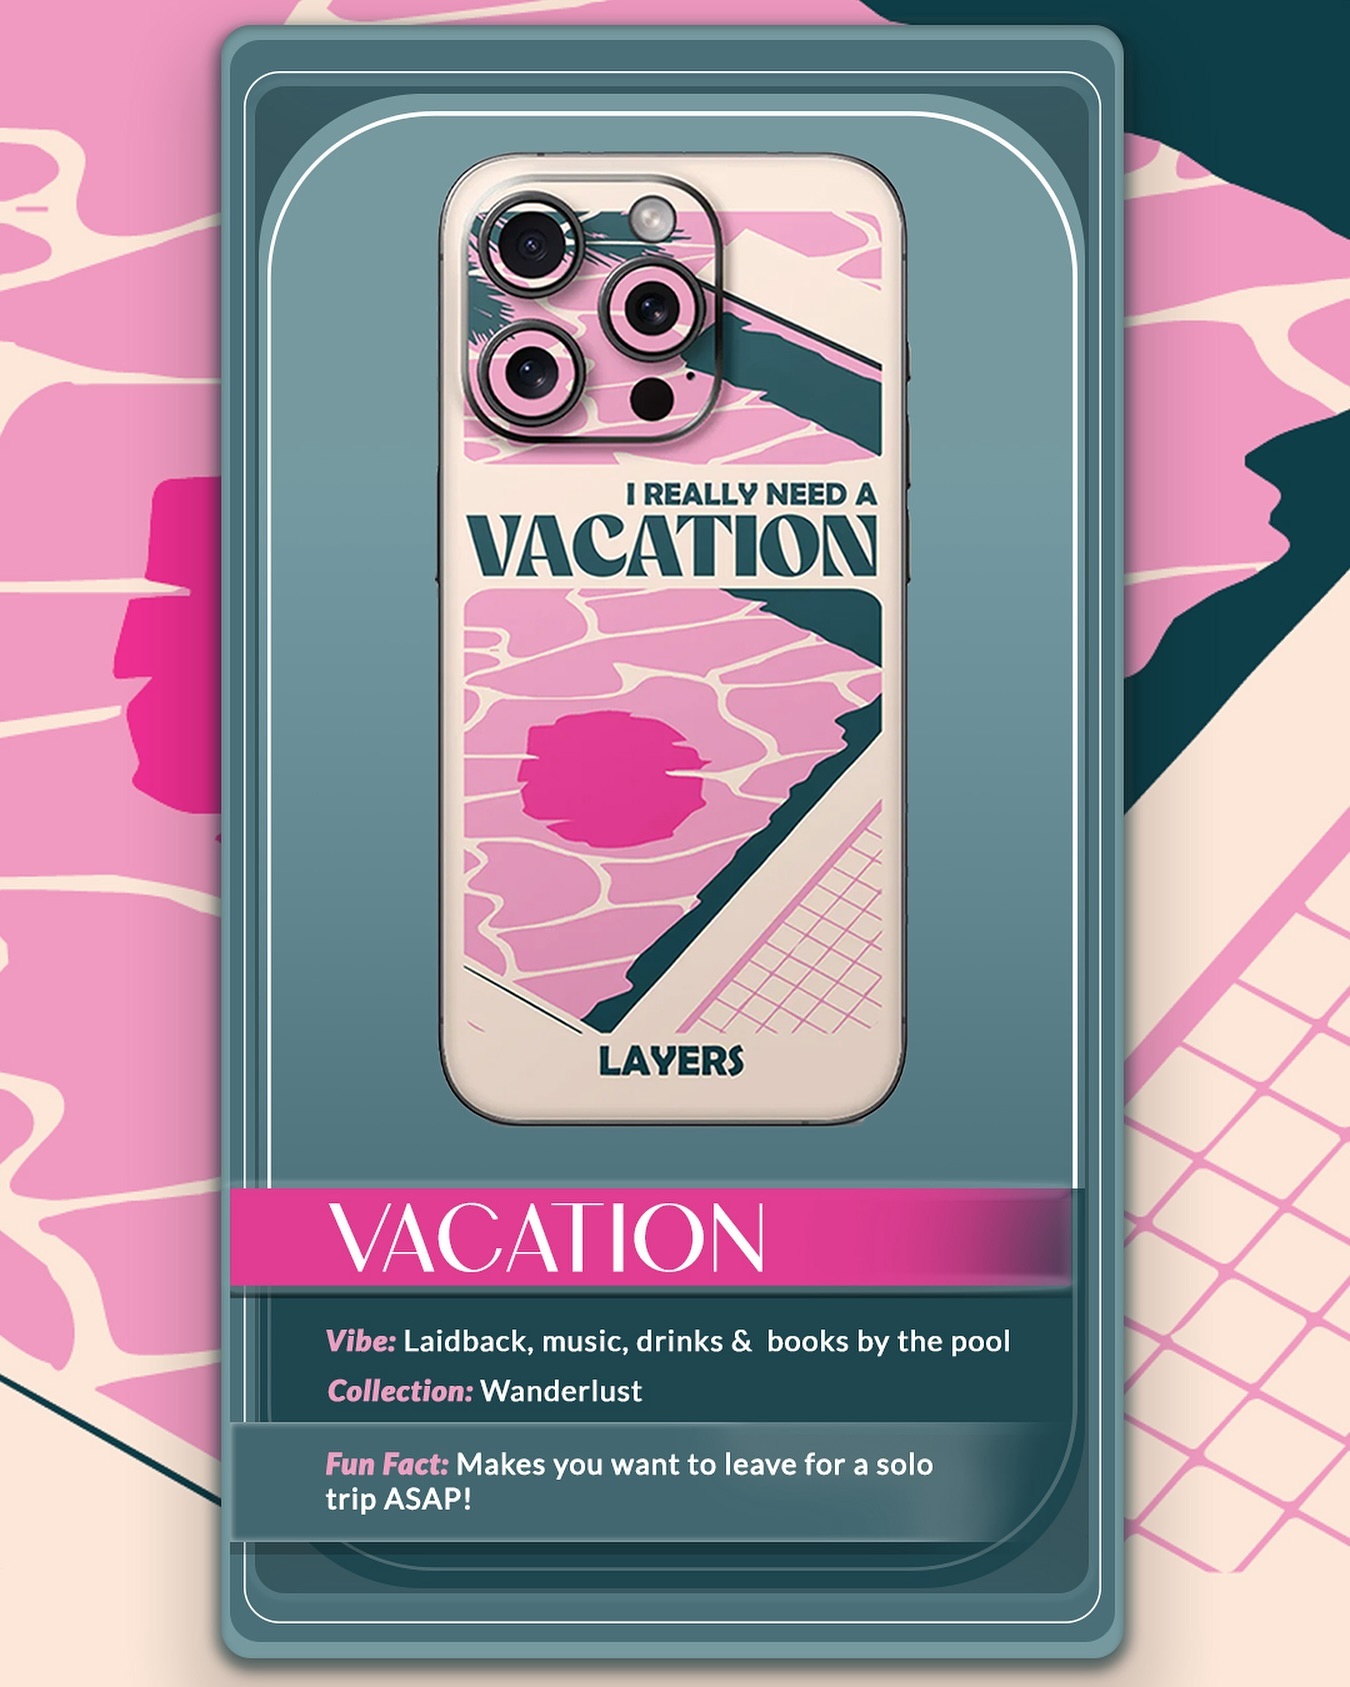 I REALLY NEED A
VACATION
LAYERS
VACATION
Vibe: Laidback, music, drinks &  books by the pool
Collection: Wanderlust
Fun Fact: Makes you want to leave for a solo
trip ASAP!